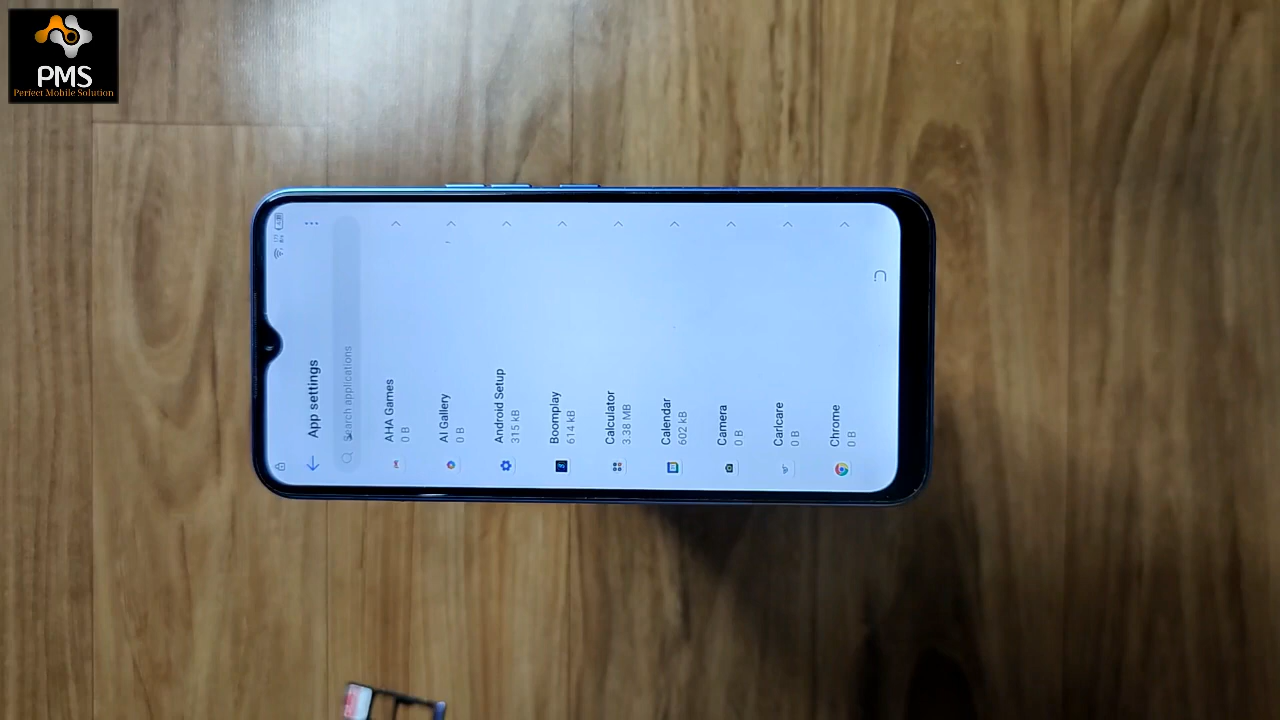 PMS
Perfect Mobile Solution
App settings
Search applications
AHA Games
0 B
AI Gallery
0 B
Android Setup
315 kB
Boomplay
614 kB
Calculator
3.38 MB
Calendar
602 kB
Camera
0 B
Carlcare
0 B
Chrome
0 B